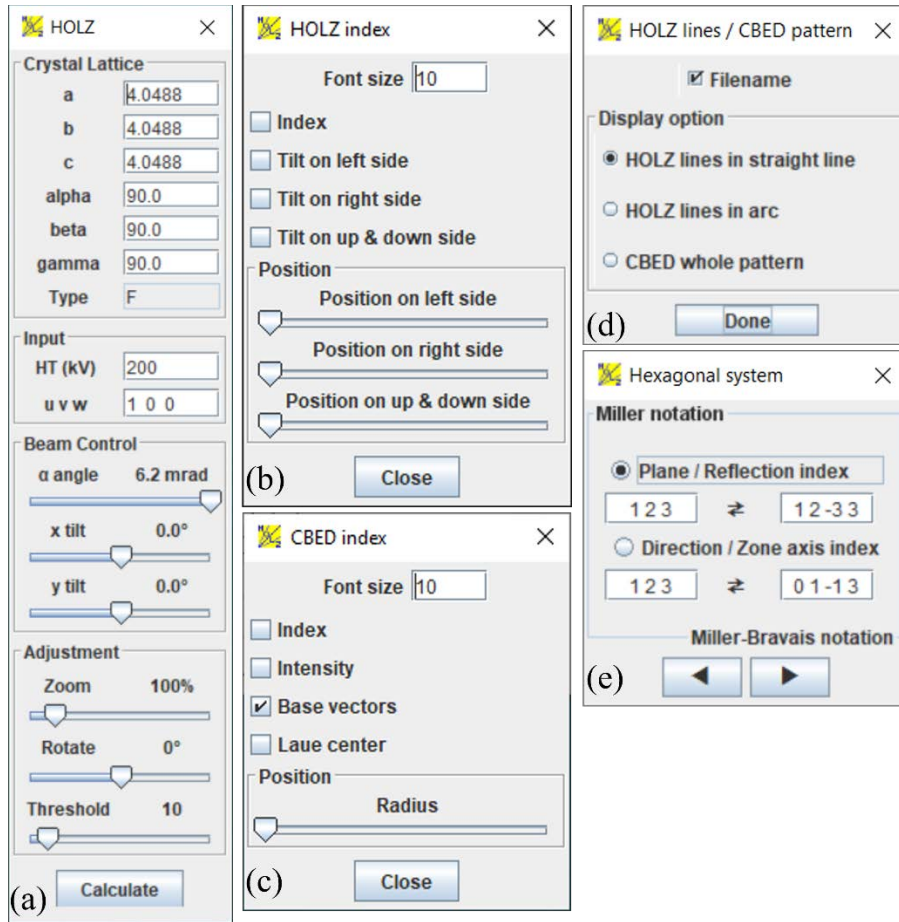 HOLZ
Crystal Lattice
a 4.0488
b 4.0488
c 4.0488
alpha 90.0
beta 90.0
gamma 90.0
Type F
Input
HT (kV) 200
u v w 1 0 0
Beam Control
α angle 6.2 mrad
x tilt 0.0°
y tilt 0.0°
Adjustment
Zoom 100%
Rotate 0°
Threshold 10
Calculate
(a)
HOLZ index
Font size 10
Index
Tilt on left side
Tilt on right side
Tilt on up & down side
Position
Position on left side
Position on right side
Position on up & down side
Close
(b)
CBED index
Font size 10
Index
Intensity
Base vectors
Laue center
Position
Radius
Close
(c)
HOLZ lines / CBED pattern
Filename
Display option
HOLZ lines in straight line
HOLZ lines in arc
CBED whole pattern
Done
(d)
Hexagonal system
Miller notation
Plane / Reflection index
1 2 3 ⇄ 1 2 -3 3
Direction / Zone axis index
1 2 3 ⇄ 0 1 -1 3
Miller-Bravais notation
(e)